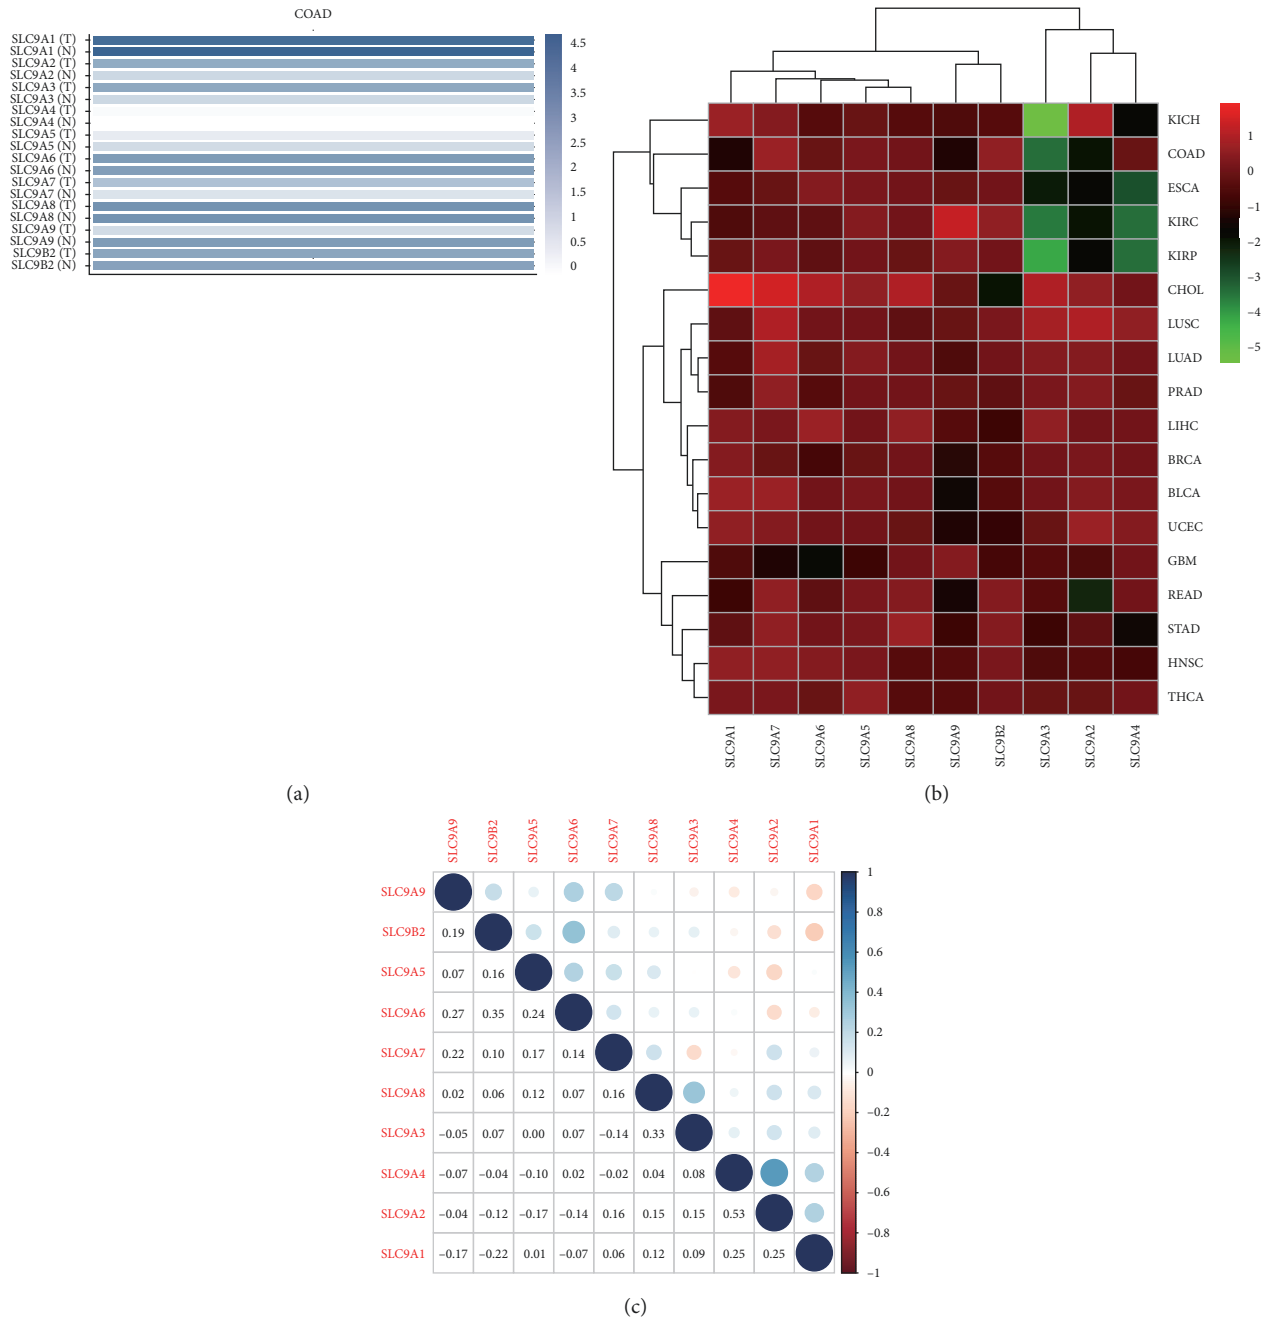 COAD
SLC9A1 (T)
SLC9A1 (N)
SLC9A2 (T)
SLC9A2 (N)
SLC9A3 (T)
SLC9A3 (N)
SLC9A4 (T)
SLC9A4 (N)
SLC9A5 (T)
SLC9A5 (N)
SLC9A6 (T)
SLC9A6 (N)
SLC9A7 (T)
SLC9A7 (N)
SLC9A8 (T)
SLC9A8 (N)
SLC9A9 (T)
SLC9A9 (N)
SLC9B2 (T)
SLC9B2 (N)
4.5
4
3.5
3
2.5
2
1.5
1
0.5
0
(a)
KICH
COAD
ESCA
KIRC
KIRP
CHOL
LUSC
LUAD
PRAD
LIHC
BRCA
BLCA
UCEC
GBM
READ
STAD
HNSC
THCA
SLC9A1
SLC9A7
SLC9A6
SLC9A5
SLC9A8
SLC9A9
SLC9B2
SLC9A3
SLC9A2
SLC9A4
1
0
−1
−2
−3
−4
−5
(b)
SLC9A9 SLC9B2 SLC9A5 SLC9A6 SLC9A7 SLC9A8 SLC9A3 SLC9A4 SLC9A2 SLC9A1
SLC9A9
SLC9B2 0.19
SLC9A5 0.07 0.16
SLC9A6 0.27 0.35 0.24
SLC9A7 0.22 0.10 0.17 0.14
SLC9A8 0.02 0.06 0.12 0.07 0.16
SLC9A3 −0.05 0.07 0.00 0.07 −0.14 0.33
SLC9A4 −0.07 −0.04 −0.10 0.02 −0.02 0.04 0.08
SLC9A2 −0.04 −0.12 −0.17 −0.14 0.16 0.15 0.15 0.53
SLC9A1 −0.17 −0.22 0.01 −0.07 0.06 0.12 0.09 0.25 0.25
1
0.8
0.6
0.4
0.2
0
−0.2
−0.4
−0.6
−0.8
−1
(c)